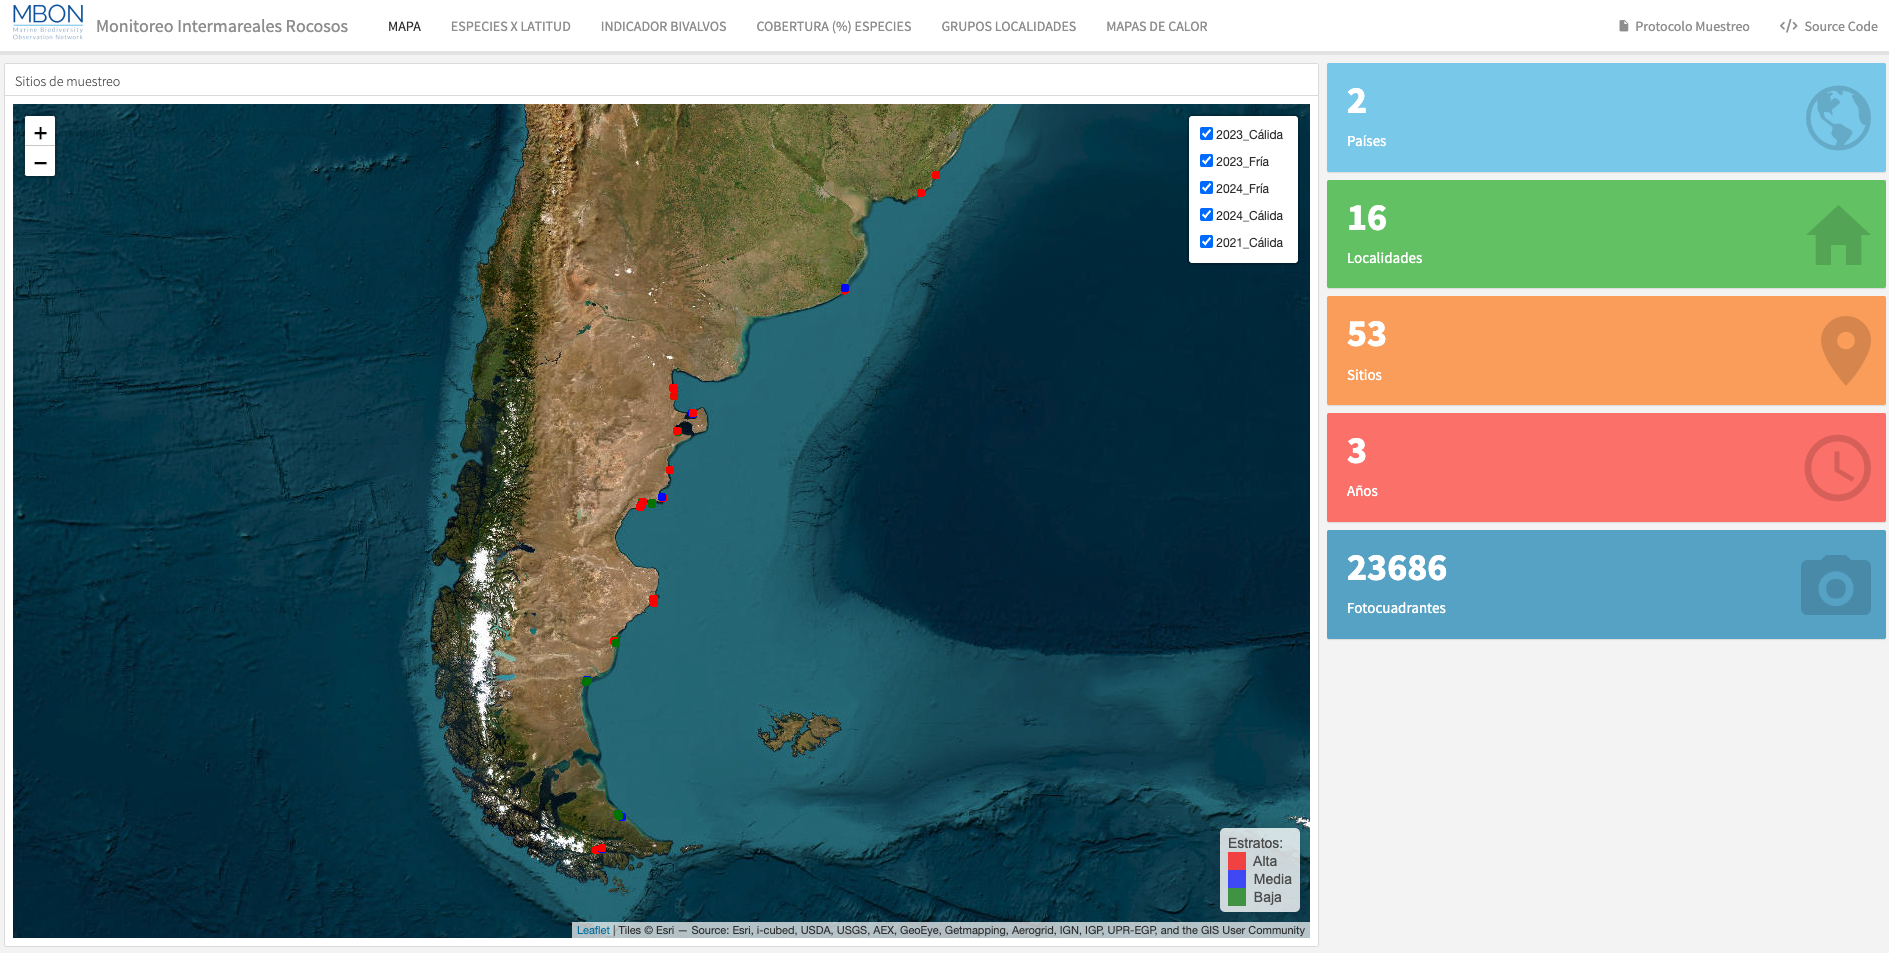 MBON
Marine Biodiversity
Observation Network
Monitoreo Intermareales Rocosos
MAPA
ESPECIES X LATITUD
INDICADOR BIVALVOS
COBERTURA (%) ESPECIES
GRUPOS LOCALIDADES
MAPAS DE CALOR
Protocolo Muestreo
</> Source Code
Sitios de muestreo
+
−
2023_Cálida
2023_Fría
2024_Fría
2024_Cálida
2021_Cálida
Estratos:
Alta
Media
Baja
Leaflet | Tiles © Esri — Source: Esri, i-cubed, USDA, USGS, AEX, GeoEye, Getmapping, Aerogrid, IGN, IGP, UPR-EGP, and the GIS User Community
2
Países
16
Localidades
53
Sitios
3
Años
23686
Fotocuadrantes